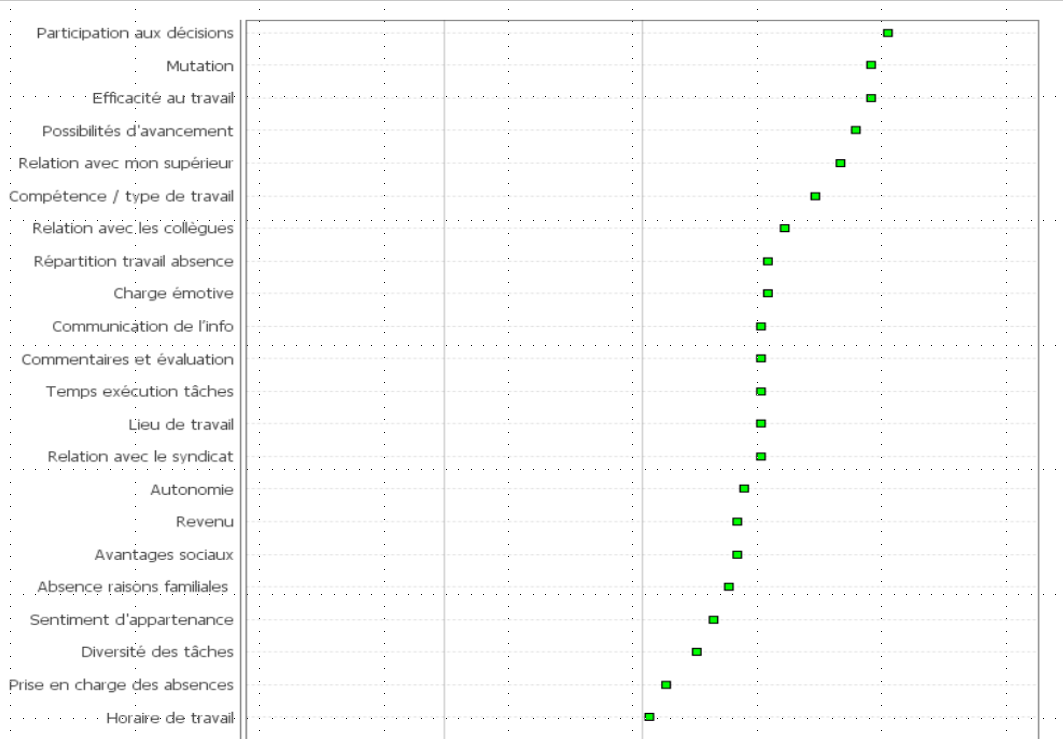 Participation aux décisions
Mutation
Efficacité au travail
Possibilités d'avancement
Relation avec mon supérieur
Compétence / type de travail
Relation avec les collègues
Répartition travail absence
Charge émotive
Communication de l'info
Commentaires et évaluation
Temps exécution tâches
Lieu de travail
Relation avec le syndicat
Autonomie
Revenu
Avantages sociaux
Absence raisons familiales
Sentiment d'appartenance
Diversité des tâches
Prise en charge des absences
Horaire de travail